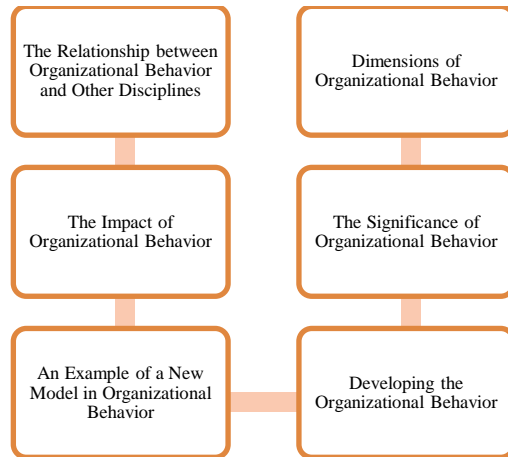 The Relationship between
Organizational Behavior
and Other Disciplines
The Impact of
Organizational Behavior
An Example of a New
Model in Organizational
Behavior
Developing the
Organizational Behavior
The Significance of
Organizational Behavior
Dimensions of
Organizational Behavior